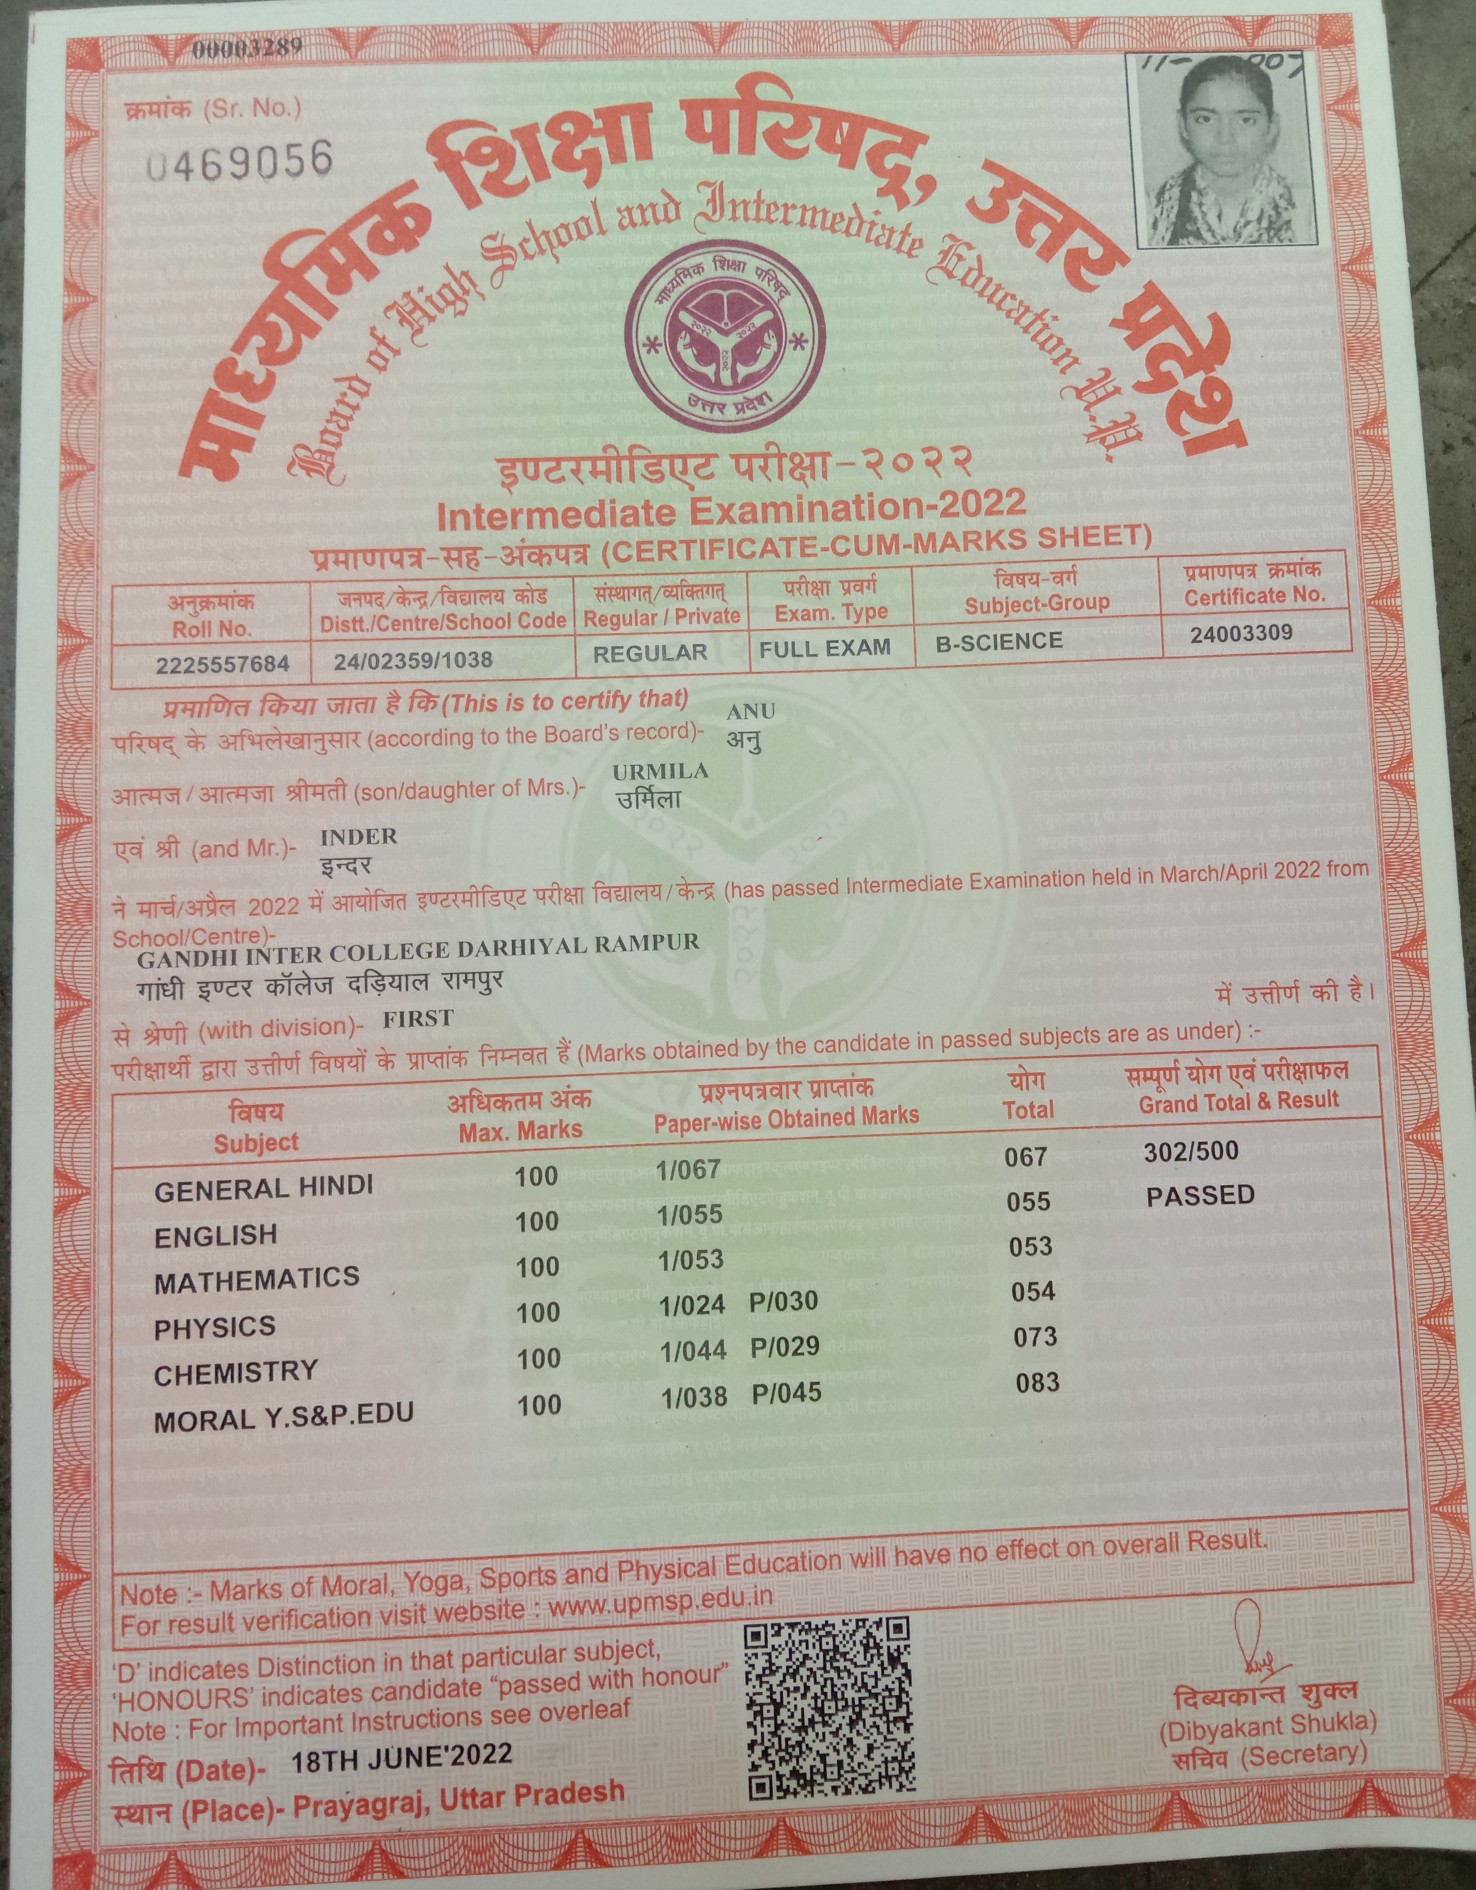 00003289
क्रमांक (Sr. No.)
0469056
माध्यमिक शिक्षा परिषद्, उत्तर प्रदेश
Board of High School and Intermediate Education U.P.
माध्यमिक शिक्षा परिषद्
उत्तर प्रदेश
इण्टरमीडिएट परीक्षा-२०२२
Intermediate Examination-2022
प्रमाणपत्र-सह-अंकपत्र (CERTIFICATE-CUM-MARKS SHEET)
अनुक्रमांक जनपद/केन्द्र/विद्यालय कोड संस्थागत्/व्यक्तिगत् परीक्षा प्रवर्ग विषय-वर्ग प्रमाणपत्र क्रमांक
Roll No. Distt./Centre/School Code Regular / Private Exam. Type Subject-Group Certificate No.
2225557684 24/02359/1038 REGULAR FULL EXAM B-SCIENCE 24003309
प्रमाणित किया जाता है कि (This is to certify that)
ANU
परिषद् के अभिलेखानुसार (according to the Board's record)- अनु
URMILA
आत्मज/आत्मजा श्रीमती (son/daughter of Mrs.)- उर्मिला
एवं श्री (and Mr.)- INDER
इन्दर
ने मार्च/अप्रैल 2022 में आयोजित इण्टरमीडिएट परीक्षा विद्यालय/केन्द्र (has passed Intermediate Examination held in March/April 2022 from
School/Centre)-
GANDHI INTER COLLEGE DARHIYAL RAMPUR
गांधी इण्टर कॉलेज दड़ियाल रामपुर
में उत्तीर्ण की है।
से श्रेणी (with division)- FIRST
परीक्षार्थी द्वारा उत्तीर्ण विषयों के प्राप्तांक निम्नवत हैं (Marks obtained by the candidate in passed subjects are as under) :-
विषय अधिकतम अंक प्रश्नपत्रवार प्राप्तांक योग सम्पूर्ण योग एवं परीक्षाफल
Subject Max. Marks Paper-wise Obtained Marks Total Grand Total & Result
GENERAL HINDI 100 1/067 067 302/500
ENGLISH 100 1/055 055 PASSED
MATHEMATICS 100 1/053 053
PHYSICS 100 1/024 P/030 054
CHEMISTRY 100 1/044 P/029 073
MORAL Y.S&P.EDU 100 1/038 P/045 083
Note :- Marks of Moral, Yoga, Sports and Physical Education will have no effect on overall Result.
For result verification visit website : www.upmsp.edu.in
'D' indicates Distinction in that particular subject,
'HONOURS' indicates candidate “passed with honour”
Note : For Important Instructions see overleaf
तिथि (Date)- 18TH JUNE'2022
स्थान (Place)- Prayagraj, Uttar Pradesh
दिब्यकान्त शुक्ल
(Dibyakant Shukla)
सचिव (Secretary)